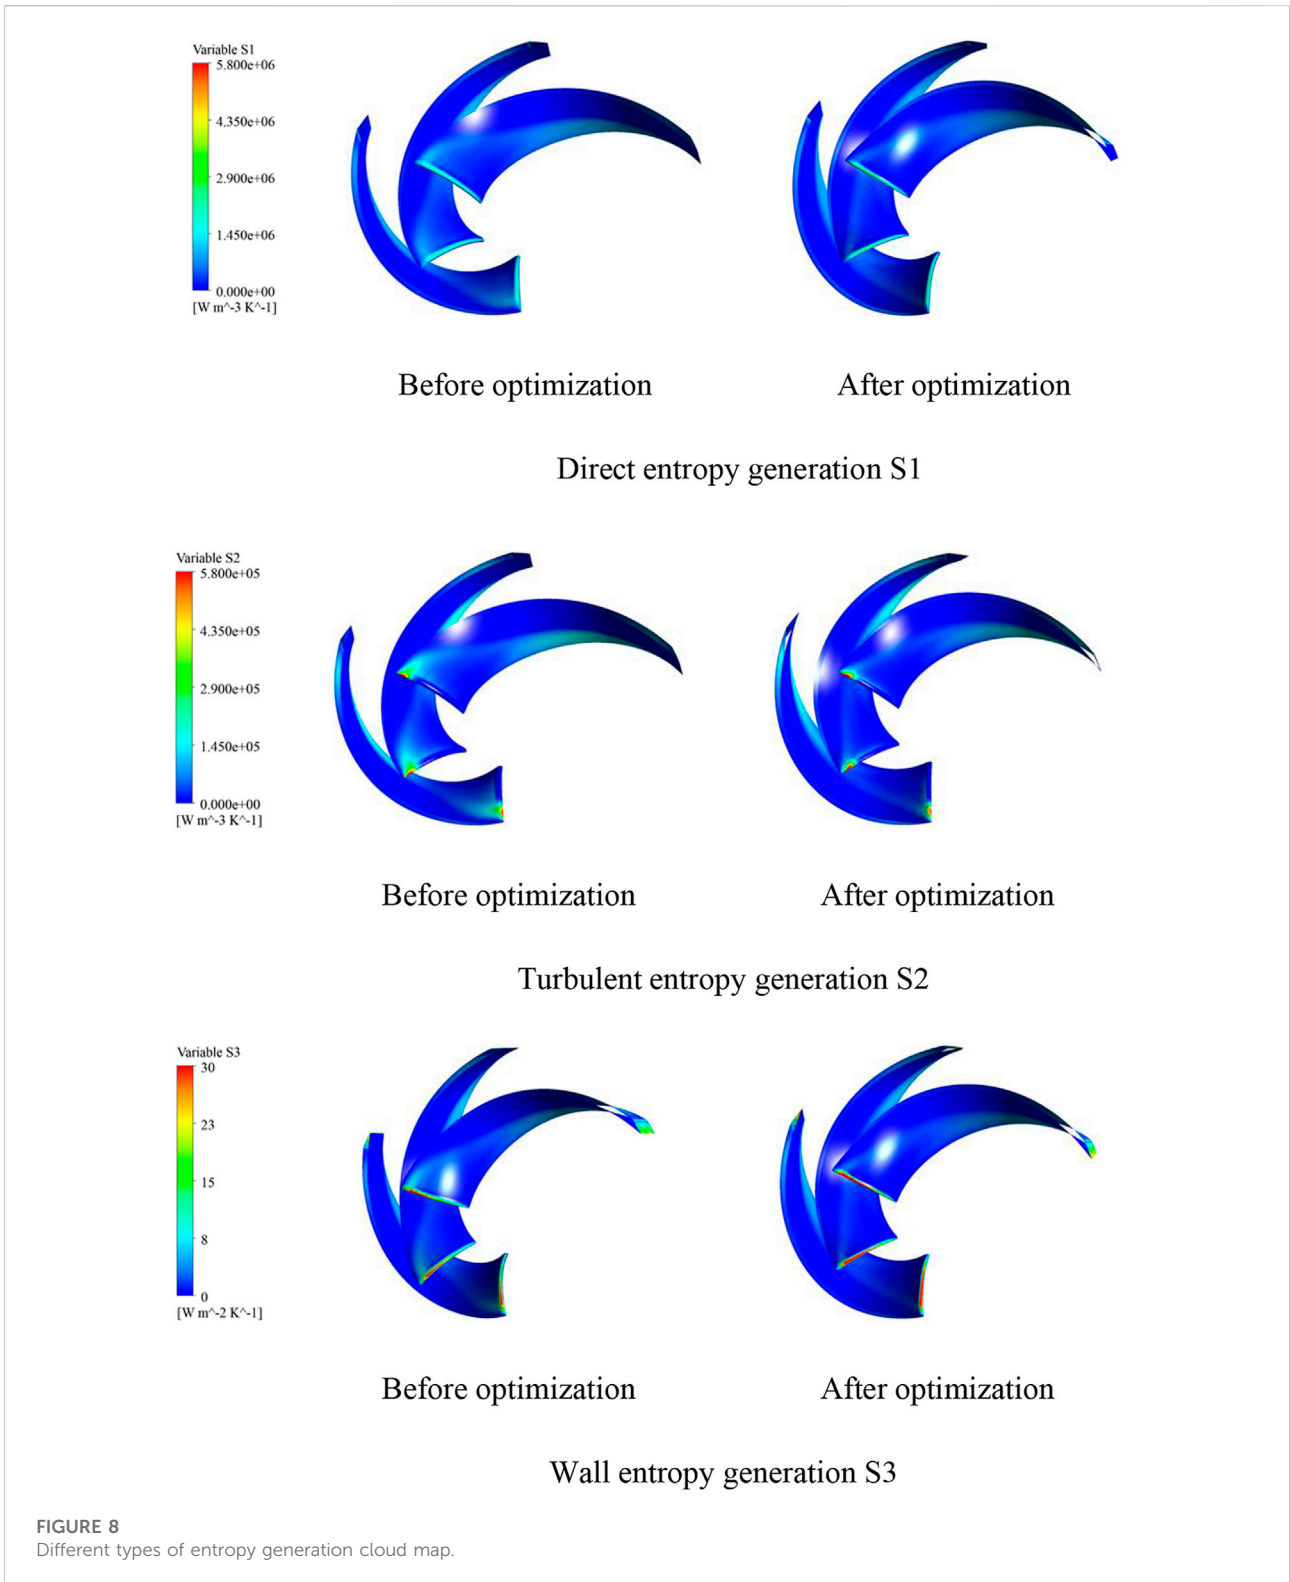 Variable S1
5.800e+06
4.350e+06
2.900e+06
1.450e+06
0.000e+00
[W m^-3 K^-1]
Before optimization
After optimization
Direct entropy generation S1
Variable S2
5.800e+05
4.350e+05
2.900e+05
1.450e+05
0.000e+00
[W m^-3 K^-1]
Before optimization
After optimization
Turbulent entropy generation S2
Variable S3
30
23
15
8
0
[W m^-2 K^-1]
Before optimization
After optimization
Wall entropy generation S3
FIGURE 8
Different types of entropy generation cloud map.